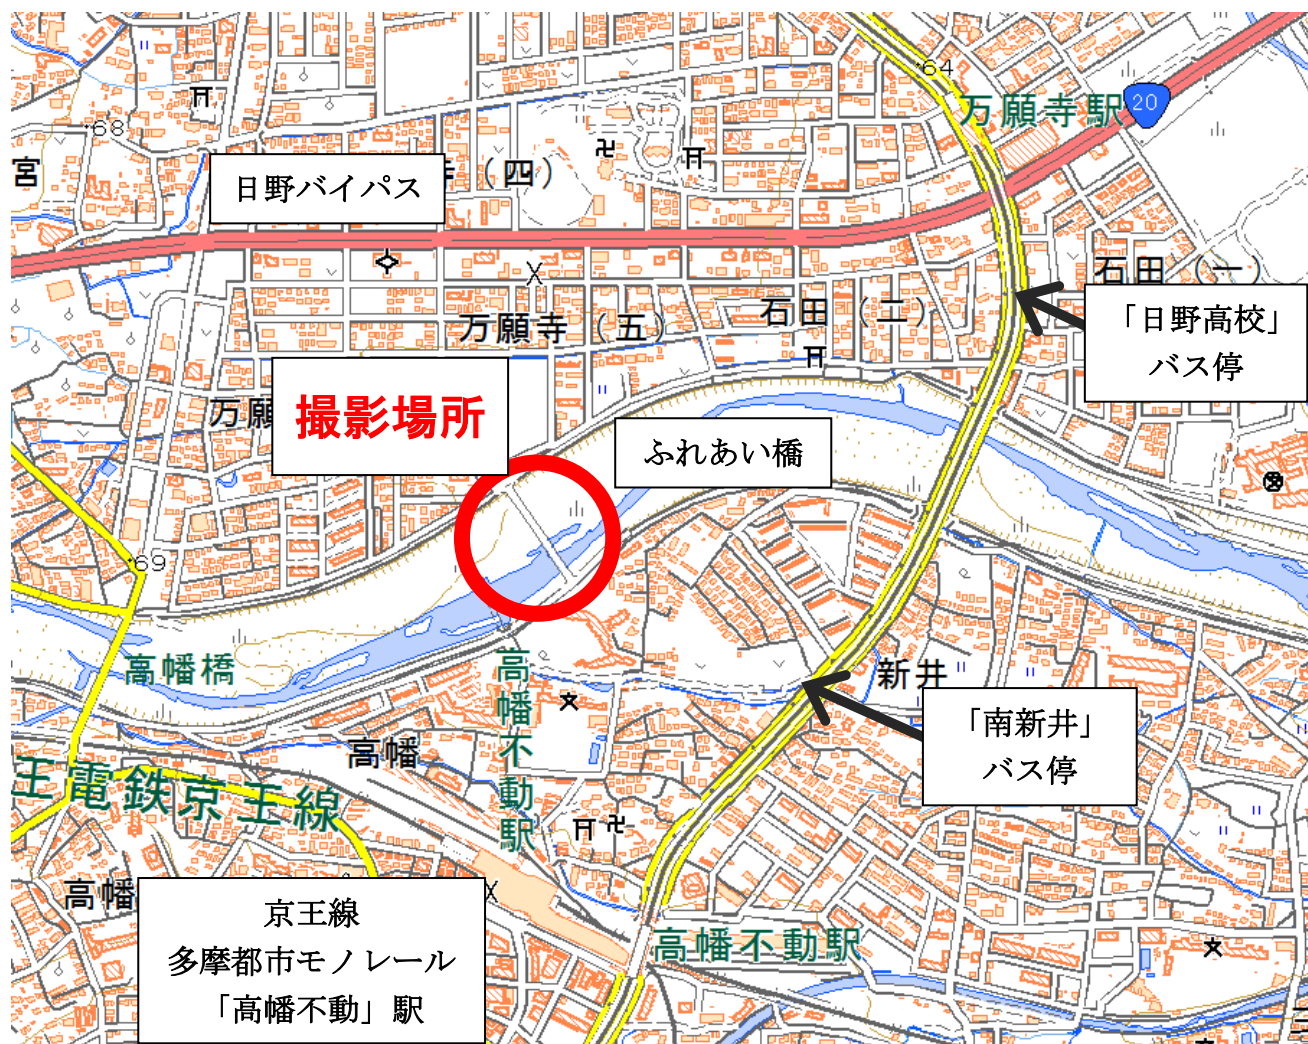 64
万願寺駅
20
68
宮
(四)
日野バイパス
石田(一)
石田(二)
万願寺(五)
「日野高校」
バス停
万願
撮影場所
ふれあい橋
69
高幡橋
高幡不動駅
新井
「南新井」
バス停
高幡
王電鉄京王線
高幡
京王線
多摩都市モノレール
「高幡不動」駅
高幡不動駅